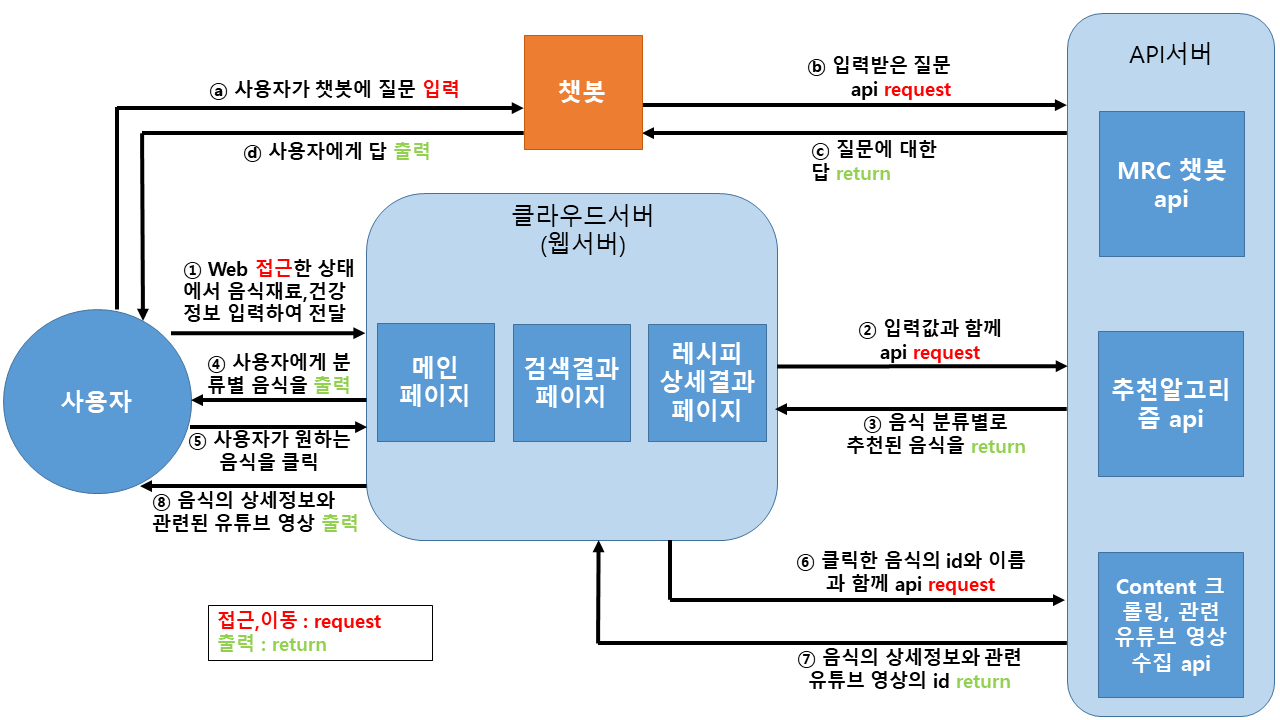 API서버
챗봇
ⓐ 사용자가 챗봇에 질문 입력
ⓑ 입력받은 질문
api request
ⓓ 사용자에게 답 출력
ⓒ 질문에 대한
답 return
MRC 챗봇
api
클라우드서버
(웹서버)
① Web 접근한 상태
에서 음식재료,건강
정보 입력하여 전달
② 입력값과 함께
api request
사용자
④ 사용자에게 분
류별 음식을 출력
메인
페이지
검색결과
페이지
레시피
상세결과
페이지
추천알고리
즘 api
③ 음식 분류별로
추천된 음식을 return
⑤ 사용자가 원하는
음식을 클릭
⑧ 음식의 상세정보와
관련된 유튜브 영상 출력
⑥ 클릭한 음식의 id와 이름
과 함께 api request
Content 크
롤링, 관련
유튜브 영상
수집 api
접근,이동 : request
출력 : return
⑦ 음식의 상세정보와 관련
유튜브 영상의 id return